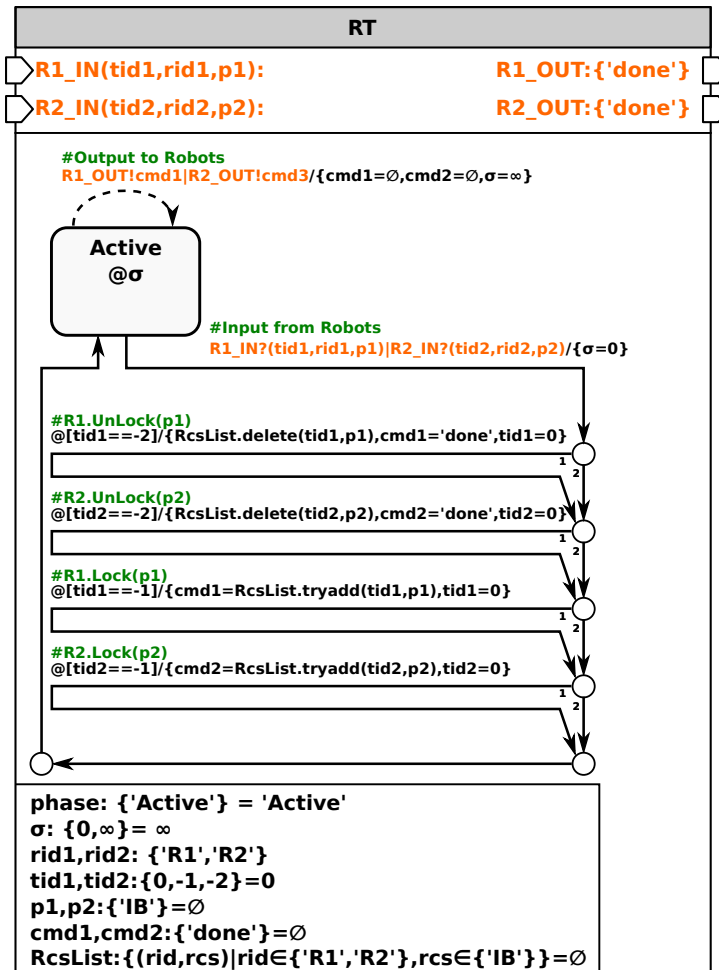 RT
R1_IN(tid1,rid1,p1): R1_OUT:{'done'}
R2_IN(tid2,rid2,p2): R2_OUT:{'done'}
#Output to Robots
R1_OUT!cmd1|R2_OUT!cmd3/{cmd1=∅,cmd2=∅,σ=∞}
Active
@σ
#Input from Robots
R1_IN?(tid1,rid1,p1)|R2_IN?(tid2,rid2,p2)/{σ=0}
#R1.UnLock(p1)
@[tid1==-2]/{RcsList.delete(tid1,p1),cmd1='done',tid1=0}
1
2
#R2.UnLock(p2)
@[tid2==-2]/{RcsList.delete(tid2,p2),cmd2='done',tid2=0}
1
2
#R1.Lock(p1)
@[tid1==-1]/{cmd1=RcsList.tryadd(tid1,p1),tid1=0}
1
2
#R2.Lock(p2)
@[tid2==-1]/{cmd2=RcsList.tryadd(tid2,p2),tid2=0}
1
2
phase: {'Active'} = 'Active'
σ: {0,∞}= ∞
rid1,rid2: {'R1','R2'}
tid1,tid2:{0,-1,-2}=0
p1,p2:{'IB'}=∅
cmd1,cmd2:{'done'}=∅
RcsList:{(rid,rcs)|rid∈{'R1','R2'},rcs∈{'IB'}}=∅